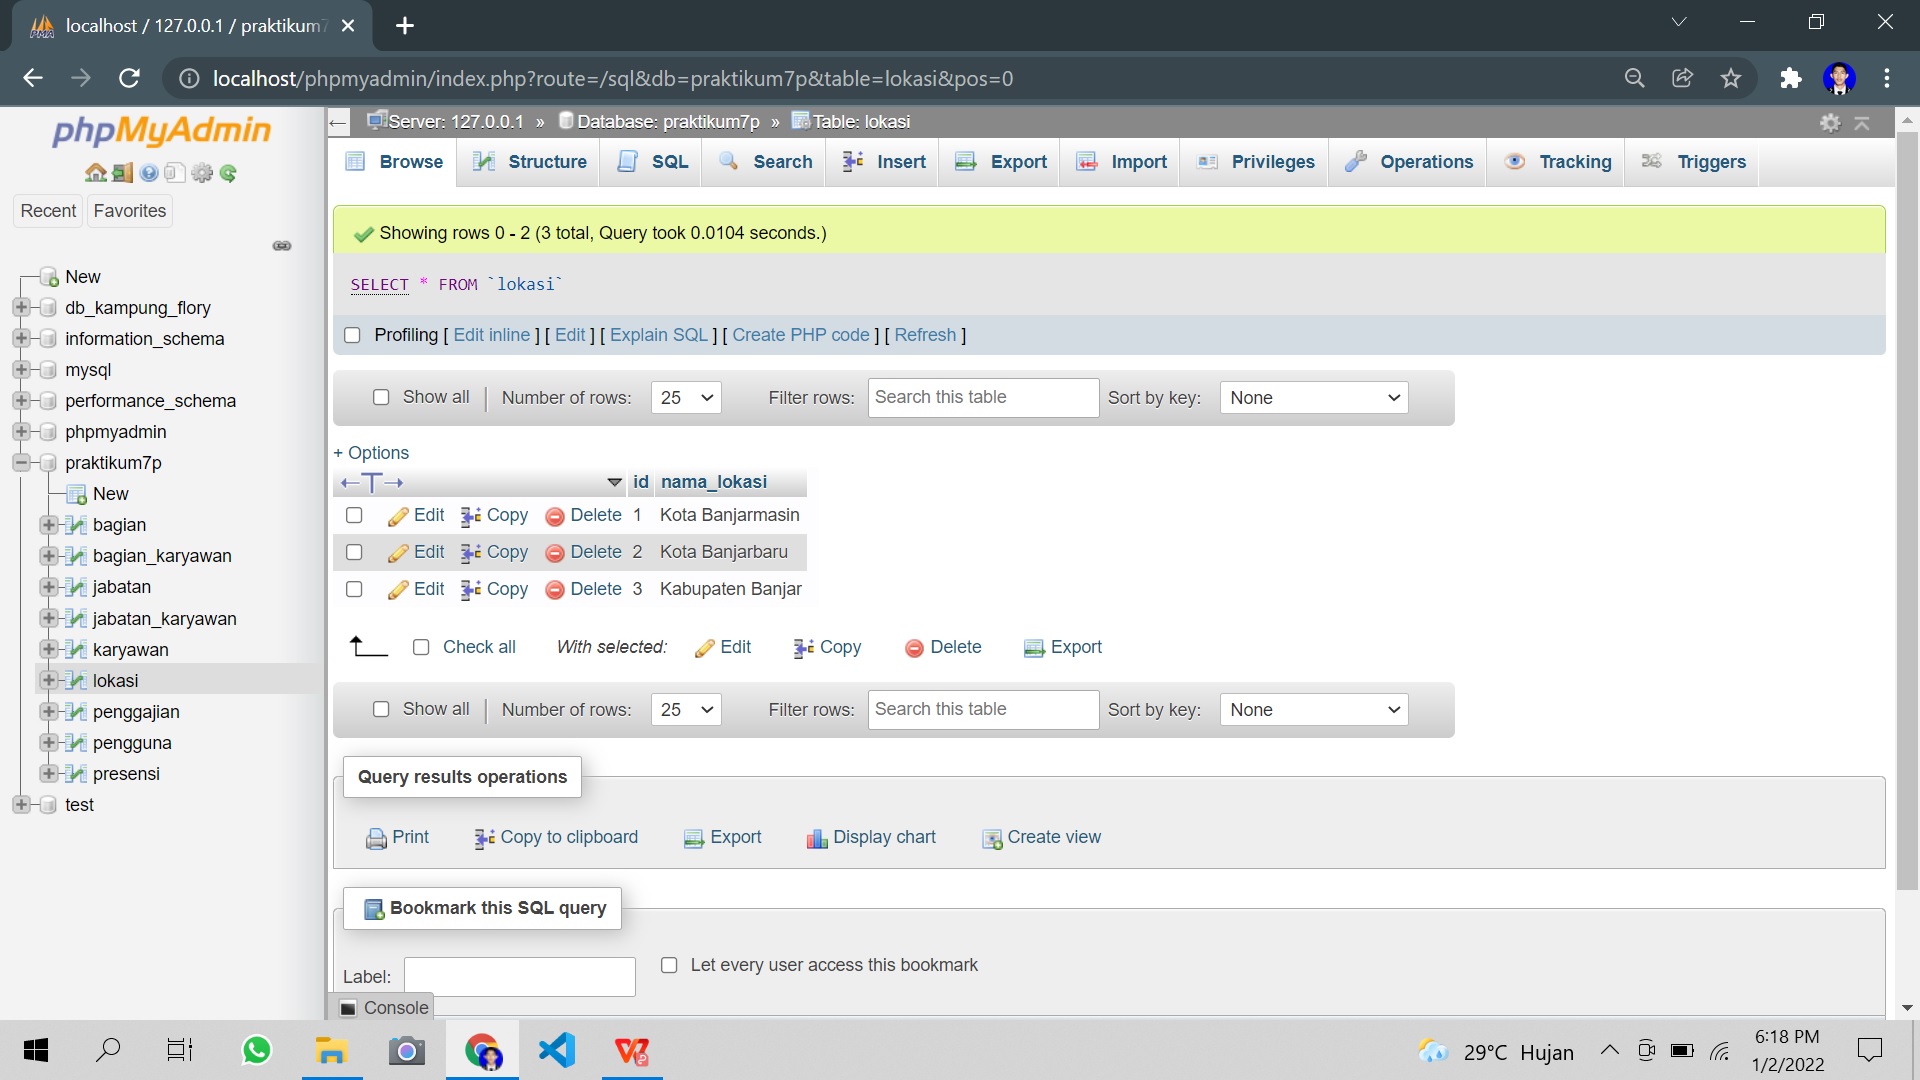 localhost / 127.0.0.1 / praktikum7
localhost/phpmyadmin/index.php?route=/sql&db=praktikum7p&table=lokasi&pos=0
phpMyAdmin
Recent Favorites
New
db_kampung_flory
information_schema
mysql
performance_schema
phpmyadmin
praktikum7p
New
bagian
bagian_karyawan
jabatan
jabatan_karyawan
karyawan
lokasi
penggajian
pengguna
presensi
test
Server: 127.0.0.1 » Database: praktikum7p » Table: lokasi
Browse Structure SQL Search Insert Export Import Privileges Operations Tracking Triggers
Showing rows 0 - 2 (3 total, Query took 0.0104 seconds.)
SELECT * FROM `lokasi`
Profiling [ Edit inline ] [ Edit ] [ Explain SQL ] [ Create PHP code ] [ Refresh ]
Show all Number of rows: 25 Filter rows: Search this table Sort by key: None
+ Options
←T→ id nama_lokasi
Edit Copy Delete 1 Kota Banjarmasin
Edit Copy Delete 2 Kota Banjarbaru
Edit Copy Delete 3 Kabupaten Banjar
Check all With selected: Edit Copy Delete Export
Show all Number of rows: 25 Filter rows: Search this table Sort by key: None
Query results operations
Print Copy to clipboard Export Display chart Create view
Bookmark this SQL query
Label: Let every user access this bookmark
Console
29°C Hujan
6:18 PM
1/2/2022